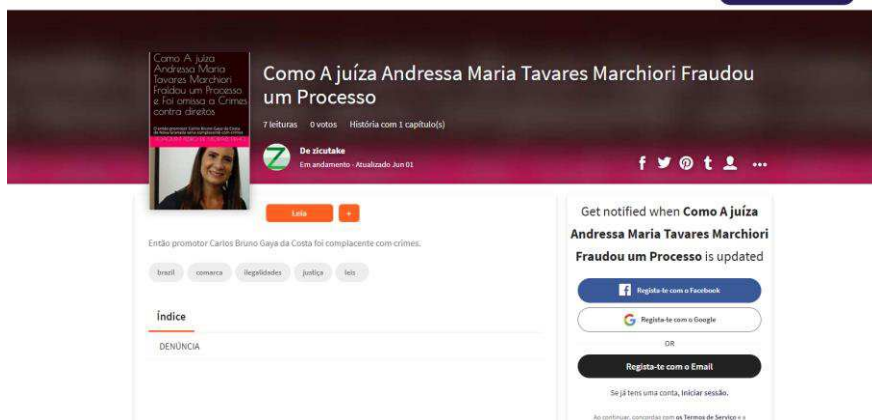 Como A juíza
Andressa Maria
Tavares Marchiori
Fraudou um Processo
e Foi omissa a Crimes
contra direitos
Como A juíza Andressa Maria Tavares Marchiori Fraudou
um Processo
7 leituras 0 votos História com 1 capítulo(s)
De zicutake
Em andamento - Atualizado Jun 01
Leia +
Então promotor Carlos Bruno Gaya da Costa foi complacente com crimes.
brazil comarca ilegalidades justiça leis
Índice
DENÚNCIA
Get notified when Como A juíza
Andressa Maria Tavares Marchiori
Fraudou um Processo is updated
Regista-te com o Facebook
Regista-te com o Google
OR
Regista-te com o Email
Se já tens uma conta, Iniciar sessão.
Ao continuar, concordas com os Termos de Serviço e a